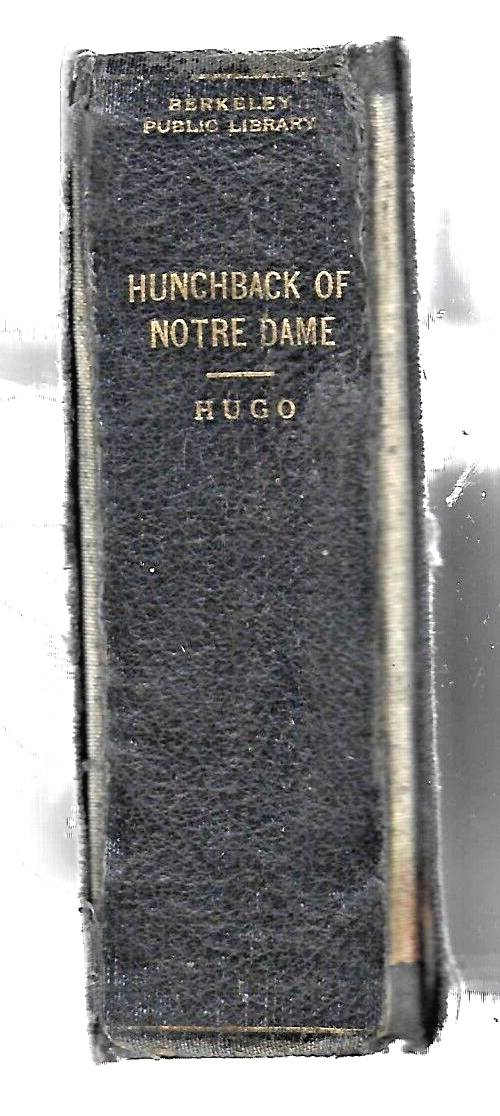 BERKELEY
PUBLIC LIBRARY
HUNCHBACK OF
NOTRE DAME
HUGO